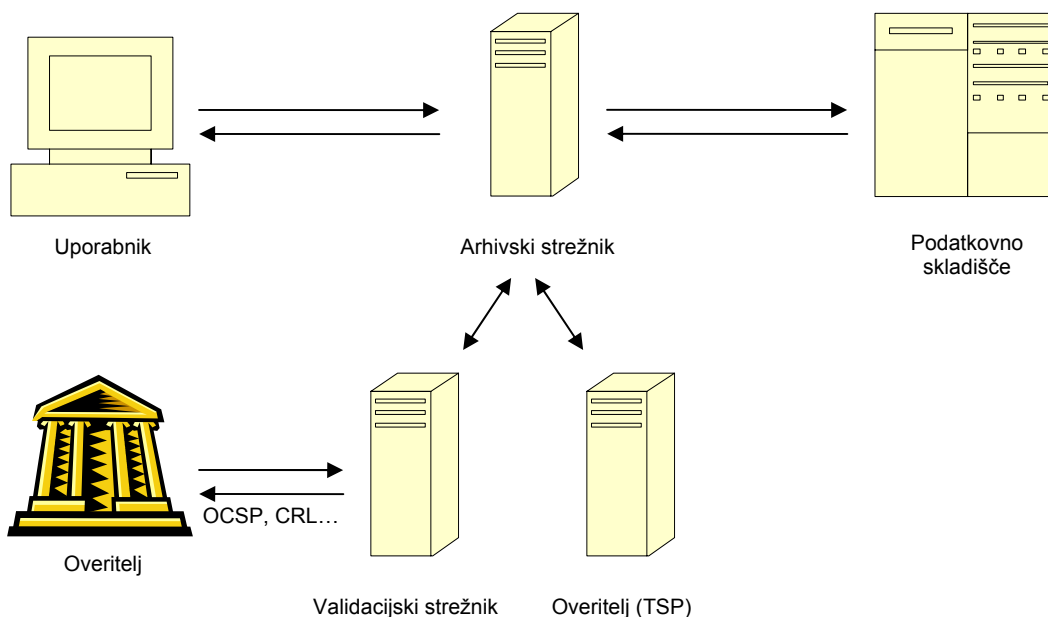 Uporabnik
Arhivski strežnik
Podatkovno
skladišče
OCSP, CRL…
Overitelj
Validacijski strežnik
Overitelj (TSP)